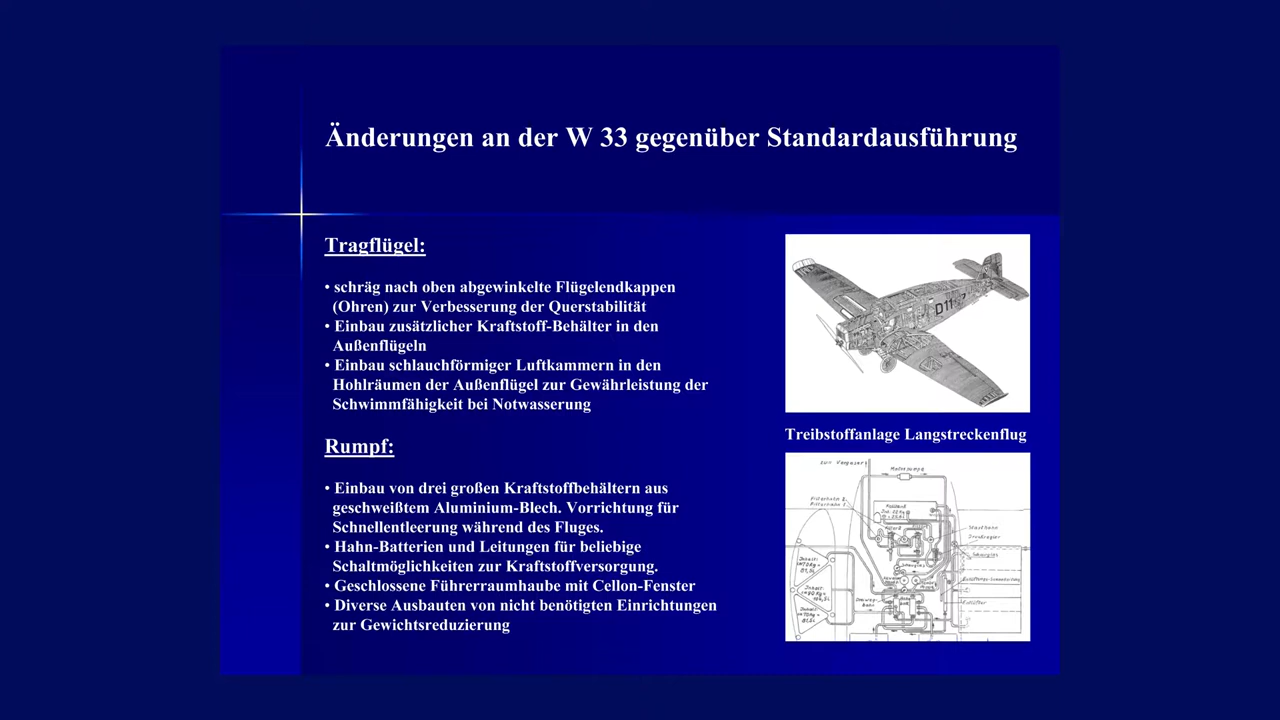 Änderungen an der W 33 gegenüber Standardausführung
Tragflügel:
• schräg nach oben abgewinkelte Flügelendkappen
(Ohren) zur Verbesserung der Querstabilität
• Einbau zusätzlicher Kraftstoff-Behälter in den
Außenflügeln
• Einbau schlauchförmiger Luftkammern in den
Hohlräumen der Außenflügel zur Gewährleistung der
Schwimmfähigkeit bei Notwasserung
Rumpf:
• Einbau von drei großen Kraftstoffbehältern aus
geschweißtem Aluminium-Blech. Vorrichtung für
Schnellentleerung während des Fluges.
• Hahn-Batterien und Leitungen für beliebige
Schaltmöglichkeiten zur Kraftstoffversorgung.
• Geschlossene Führerraumhaube mit Cellon-Fenster
• Diverse Ausbauten von nicht benötigten Einrichtungen
zur Gewichtsreduzierung
Treibstoffanlage Langstreckenflug
zum Vergaser
Motorpumpe